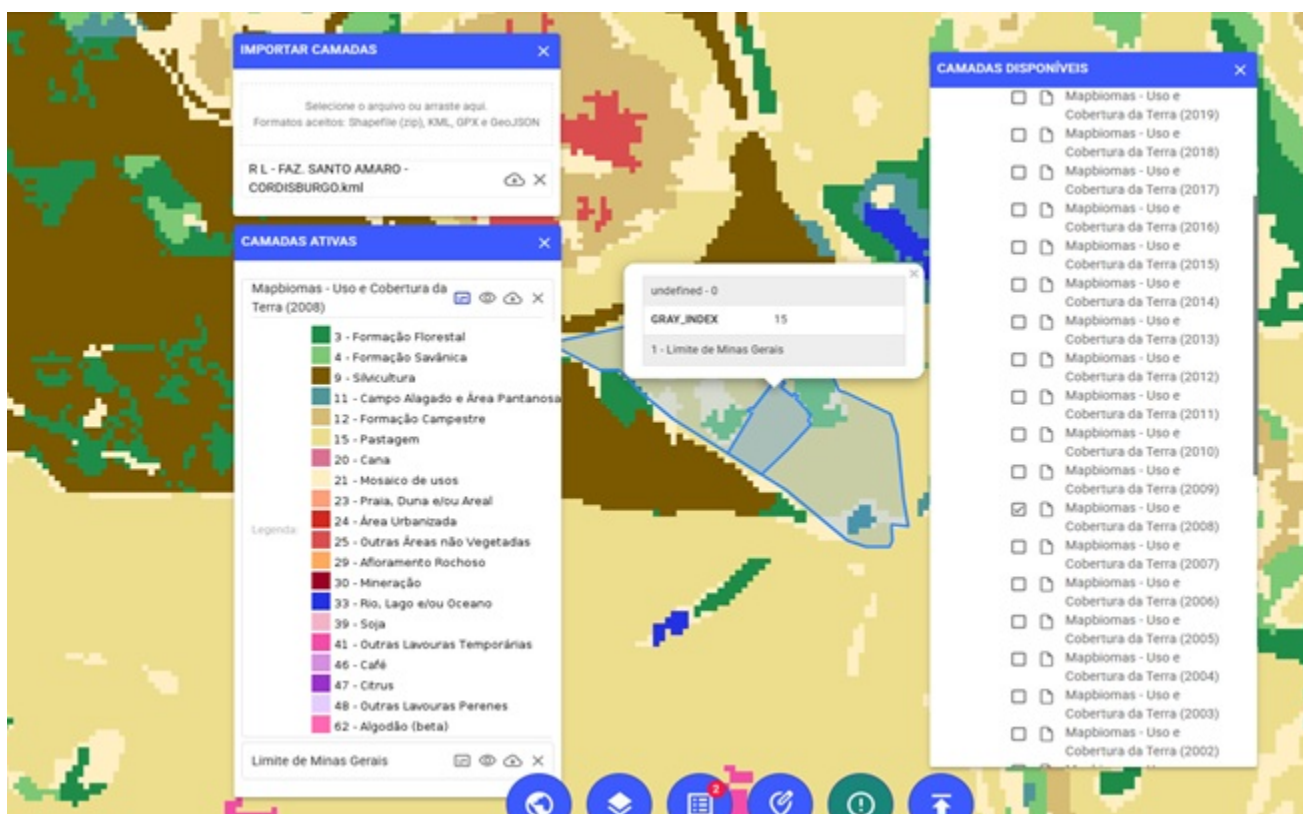 IMPORTAR CAMADAS
Selecione o arquivo ou arraste aqui.
Formatos aceitos: Shapefile (zip), KML, GPX e GeoJSON
R L - FAZ. SANTO AMARO -
CORDISBURGO.kml
CAMADAS ATIVAS
Mapbiomas - Uso e Cobertura da
Terra (2008)
Legenda:
3 - Formação Florestal
4 - Formação Savânica
9 - Silvicultura
11 - Campo Alagado e Área Pantanosa
12 - Formação Campestre
15 - Pastagem
20 - Cana
21 - Mosaico de usos
23 - Praia, Duna e/ou Areal
24 - Área Urbanizada
25 - Outras Áreas não Vegetadas
29 - Afloramento Rochoso
30 - Mineração
33 - Rio, Lago e/ou Oceano
39 - Soja
41 - Outras Lavouras Temporárias
46 - Café
47 - Citrus
48 - Outras Lavouras Perenes
62 - Algodão (beta)
Limite de Minas Gerais
undefined - 0
GRAY_INDEX 15
1 - Limite de Minas Gerais
2
CAMADAS DISPONÍVEIS
Mapbiomas - Uso e
Cobertura da Terra (2019)
Mapbiomas - Uso e
Cobertura da Terra (2018)
Mapbiomas - Uso e
Cobertura da Terra (2017)
Mapbiomas - Uso e
Cobertura da Terra (2016)
Mapbiomas - Uso e
Cobertura da Terra (2015)
Mapbiomas - Uso e
Cobertura da Terra (2014)
Mapbiomas - Uso e
Cobertura da Terra (2013)
Mapbiomas - Uso e
Cobertura da Terra (2012)
Mapbiomas - Uso e
Cobertura da Terra (2011)
Mapbiomas - Uso e
Cobertura da Terra (2010)
Mapbiomas - Uso e
Cobertura da Terra (2009)
Mapbiomas - Uso e
Cobertura da Terra (2008)
Mapbiomas - Uso e
Cobertura da Terra (2007)
Mapbiomas - Uso e
Cobertura da Terra (2006)
Mapbiomas - Uso e
Cobertura da Terra (2005)
Mapbiomas - Uso e
Cobertura da Terra (2004)
Mapbiomas - Uso e
Cobertura da Terra (2003)
Mapbiomas - Uso e
Cobertura da Terra (2002)